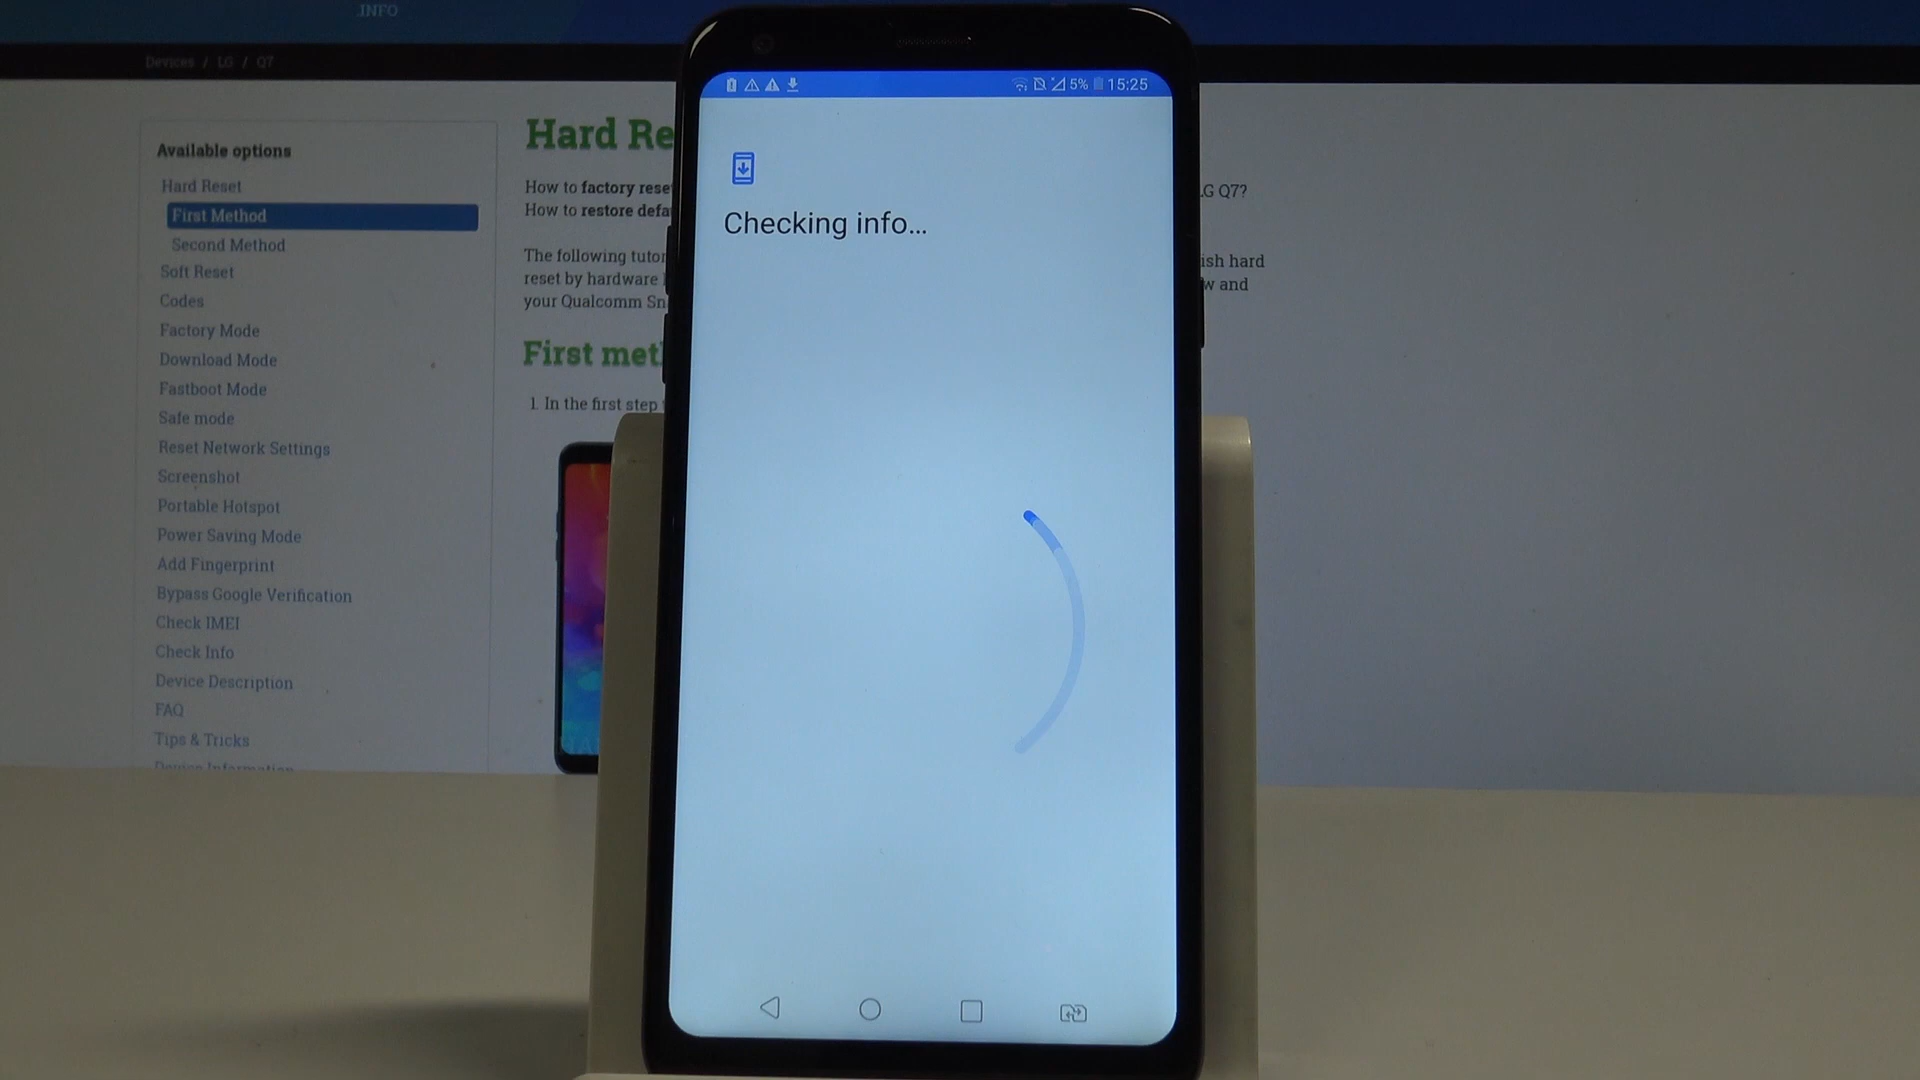 .INFO
Devices / LG / Q7
Available options
Hard Reset
First Method
Second Method
Soft Reset
Codes
Factory Mode
Download Mode
Fastboot Mode
Safe mode
Reset Network Settings
Screenshot
Portable Hotspot
Power Saving Mode
Add Fingerprint
Bypass Google Verification
Check IMEI
Check Info
Device Description
FAQ
Tips & Tricks
Device Information
Hard Re
How to factory rese
How to restore defa
The following tutor
reset by hardware
your Qualcomm Sn
First met
1. In the first step
5% 15:25
Checking info...
LG Q7?
ish hard
w and